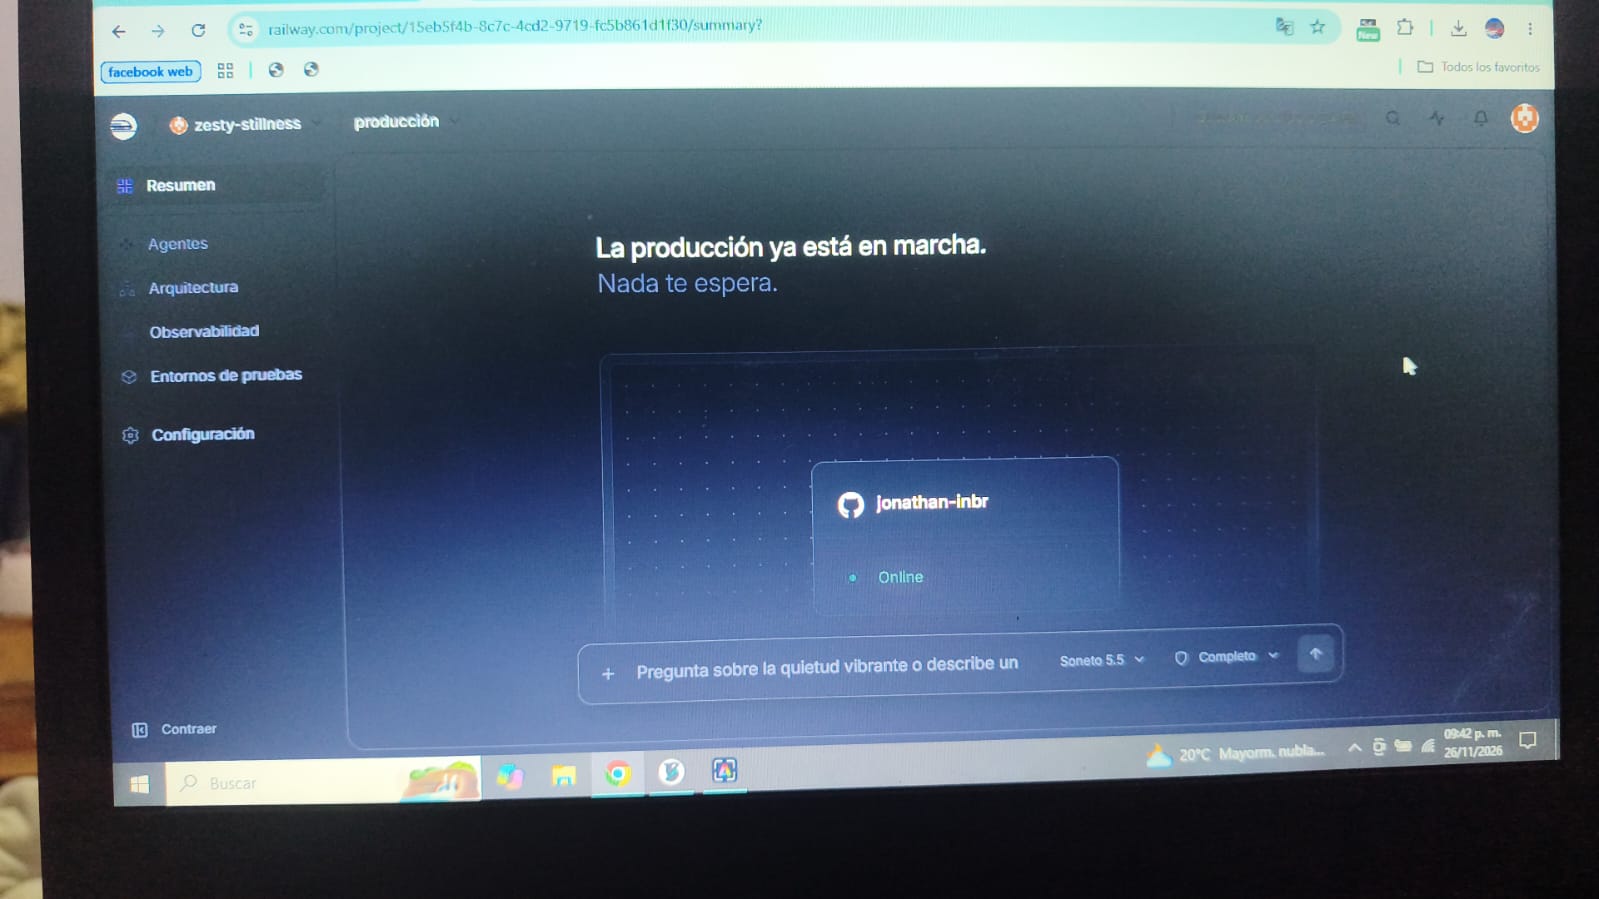 railway.com/project/15eb5f4b-8c7c-4cd2-9719-fc5b861d1f30/summary?
New
facebook web
Todos los favoritos
zesty-stillness
producción
Resumen
Agentes
Arquitectura
Observabilidad
Entornos de pruebas
Configuración
La producción ya está en marcha.
Nada te espera.
jonathan-inbr
Online
Pregunta sobre la quietud vibrante o describe un
Soneto 5.5
Completo
Contraer
Buscar
20°C Mayorm. nubla...
09:42 p. m.
26/11/2026